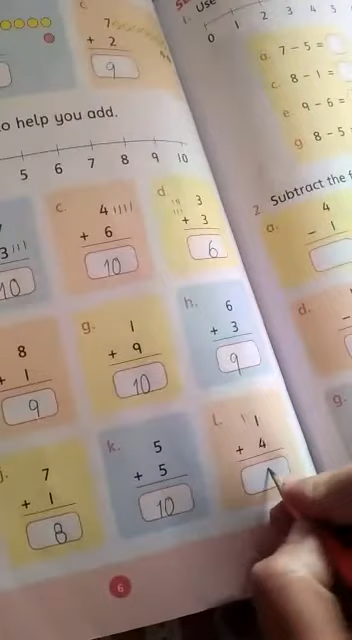 c.
7
+ 2
9
o help you add.
5 6 7 8 9 10
3
10
c. 4
+ 6
10
d. 3
+ 3
6
8
+ 1
9
g. 1
+ 9
10
h. 6
+ 3
9
j. 7
+ 1
8
k. 5
+ 5
10
l. 1
+ 4
6
1. Use
0 1 2 3 4 5
a. 7 - 5 =
c. 8 - 1 =
e. 9 - 6 =
g. 8 - 5
2. Subtract the
a. 4
- 1
d.
-
g.